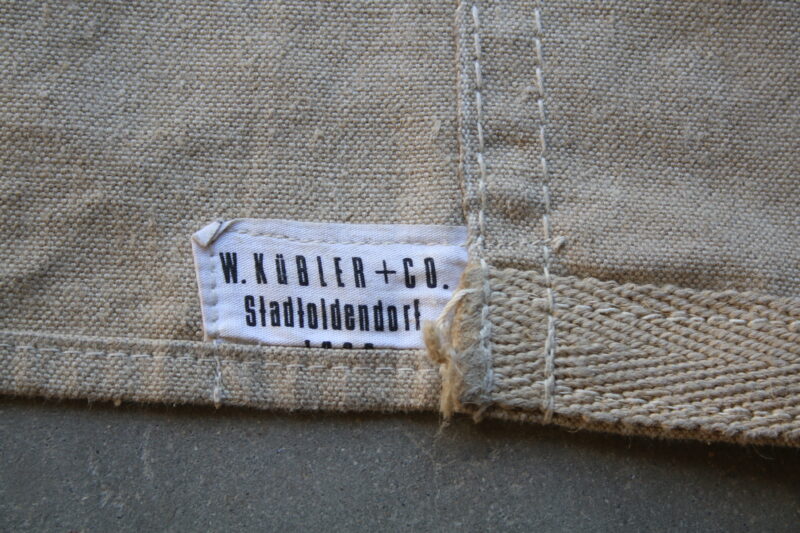 W. KÜBLER + CO.
Stadtoldendorf